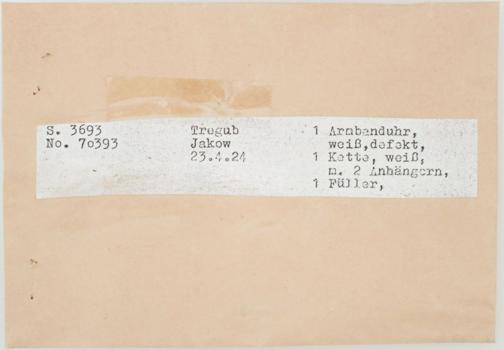 S. 3693 Tregub 1 Armbanduhr,
No. 70393 Jakow weiß,defekt,
23.4.24 1 Kette, weiß,
m. 2 Anhängern,
1 Füller,